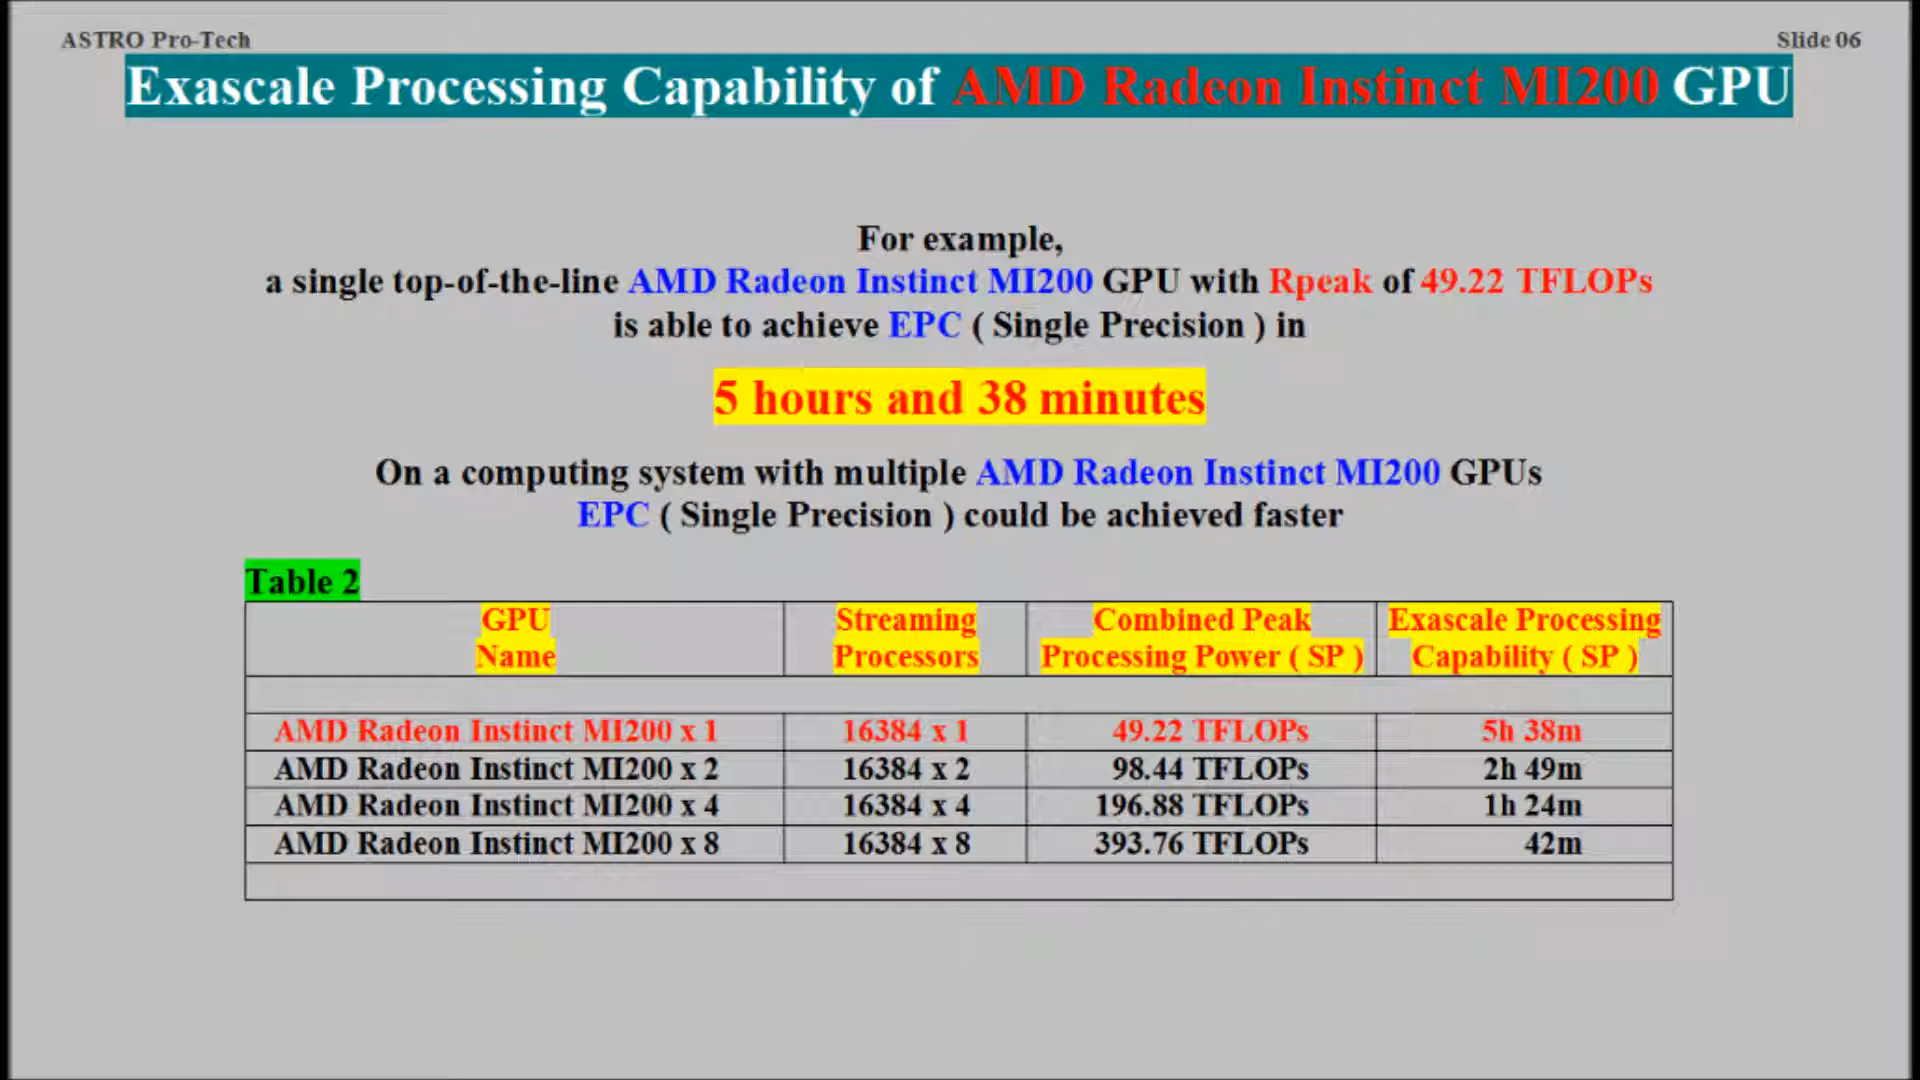 ASTRO Pro-Tech
Slide 06
Exascale Processing Capability of AMD Radeon Instinct MI200 GPU
For example,
a single top-of-the-line AMD Radeon Instinct MI200 GPU with Rpeak of 49.22 TFLOPs
is able to achieve EPC ( Single Precision ) in
5 hours and 38 minutes
On a computing system with multiple AMD Radeon Instinct MI200 GPUs
EPC ( Single Precision ) could be achieved faster
Table 2
GPU Streaming Combined Peak Exascale Processing
Name Processors Processing Power ( SP ) Capability ( SP )
AMD Radeon Instinct MI200 x 1 16384 x 1 49.22 TFLOPs 5h 38m
AMD Radeon Instinct MI200 x 2 16384 x 2 98.44 TFLOPs 2h 49m
AMD Radeon Instinct MI200 x 4 16384 x 4 196.88 TFLOPs 1h 24m
AMD Radeon Instinct MI200 x 8 16384 x 8 393.76 TFLOPs 42m